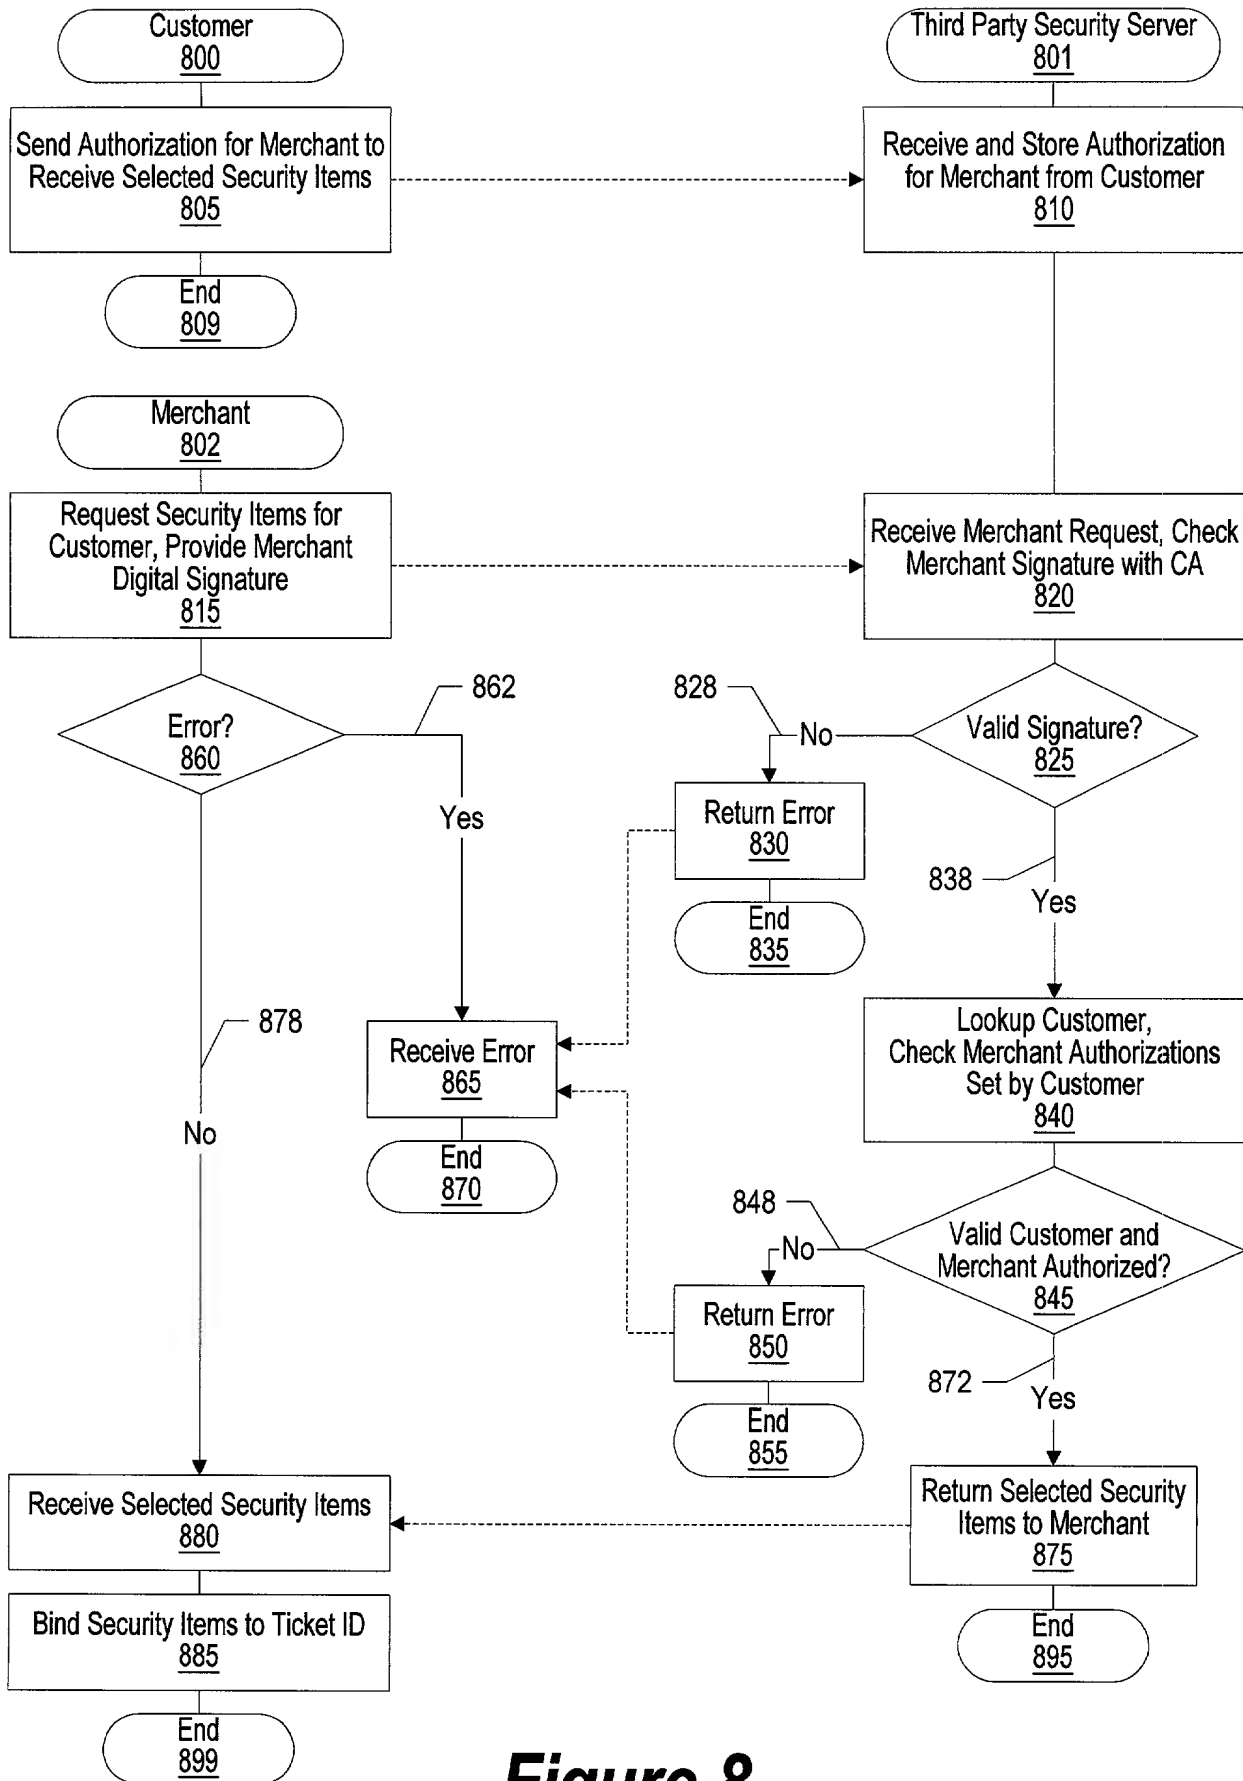 Customer
800
Third Party Security Server
801
Send Authorization for Merchant to
Receive Selected Security Items
805
Receive and Store Authorization
for Merchant from Customer
810
End
809
Merchant
802
Request Security Items for
Customer, Provide Merchant
Digital Signature
815
Receive Merchant Request, Check
Merchant Signature with CA
820
Error?
860
862
Yes
828
No
Valid Signature?
825
Return Error
830
End
835
838
Yes
878
No
Receive Error
865
End
870
Lookup Customer,
Check Merchant Authorizations
Set by Customer
840
848
No
Valid Customer and
Merchant Authorized?
845
Return Error
850
End
855
872
Yes
Receive Selected Security Items
880
Return Selected Security
Items to Merchant
875
Bind Security Items to Ticket ID
885
End
895
End
899
Figure 8